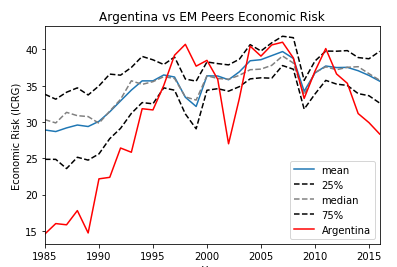 Argentina vs EM Peers Economic Risk
Economic Risk (ICRG)
40
35
30
25
20
15
1985 1990 1995 2000 2005 2010 2015
mean
25%
median
75%
Argentina